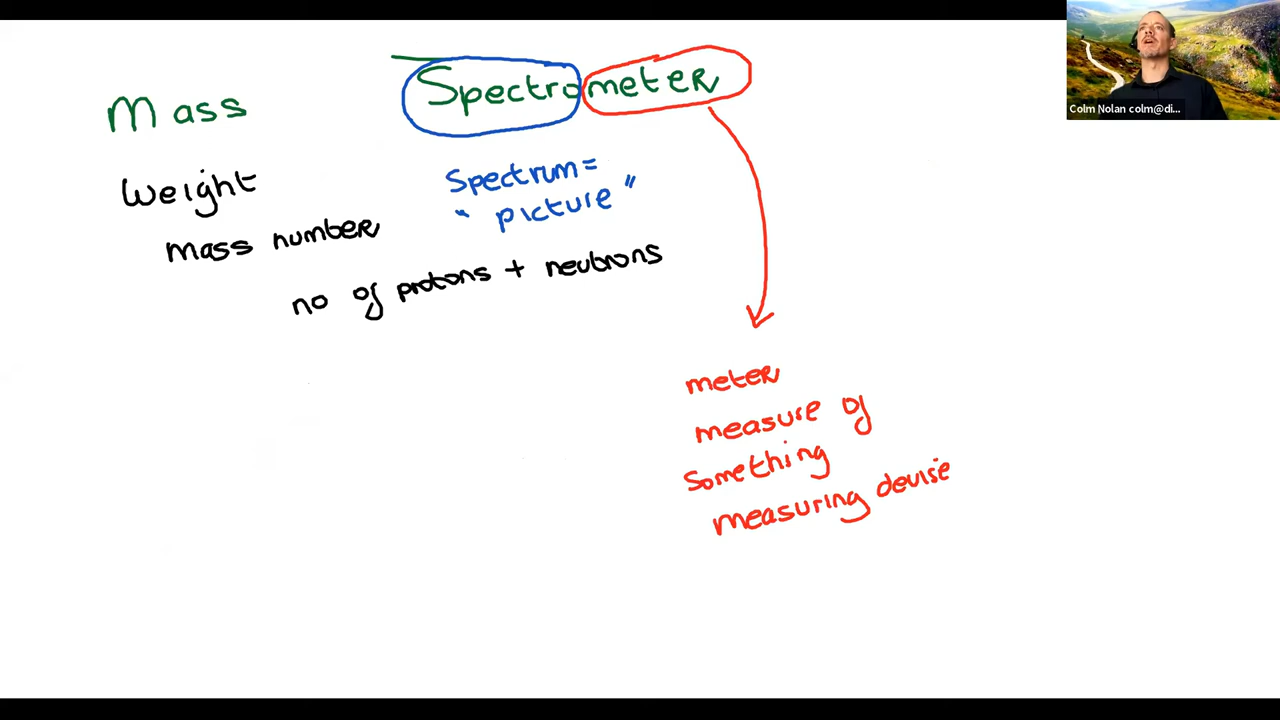 Mass Spectrometer
Weight
Mass number
no of protons + neutrons
Spectrum =
" picture "
meter
measure of
something
measuring devise
Colm Nolan colm@di...